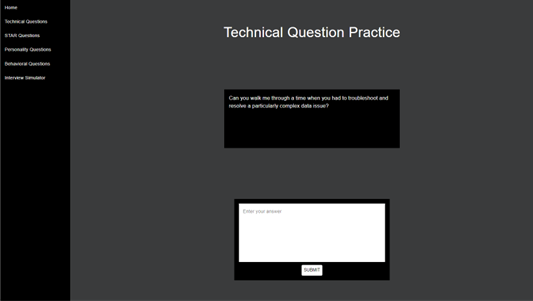 Home
Technical Questions
STAR Questions
Personality Questions
Behavioral Questions
Interview Simulator
Technical Question Practice
Can you walk me through a time when you had to troubleshoot and
resolve a particularly complex data issue?
Enter your answer
SUBMIT